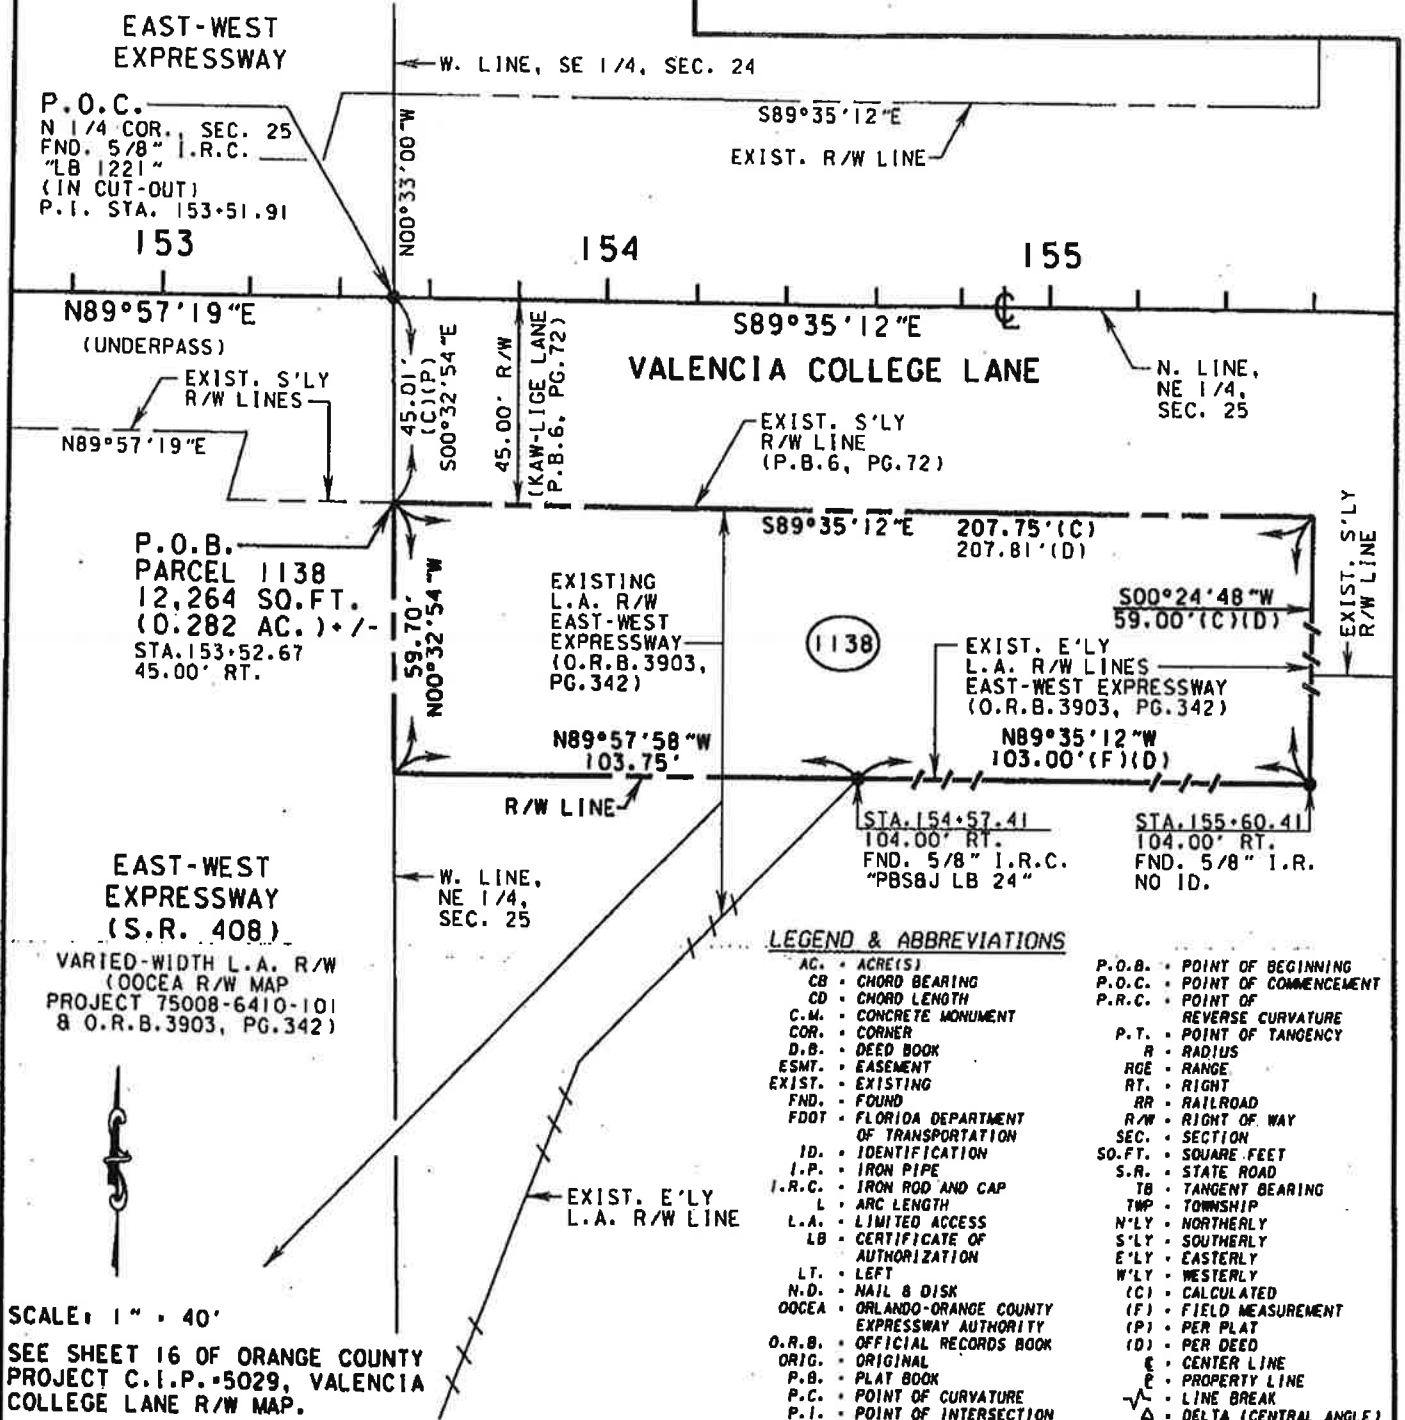 EAST-WEST
EXPRESSWAY
W. LINE, SE 1/4, SEC. 24
P.O.C.
N 1/4 COR., SEC. 25
FND. 5/8" I.R.C.
"LB 1221"
(IN CUT-OUT)
P.I. STA. 153+51.91
N00°33'00"W
S89°35'12"E
EXIST. R/W LINE
153
154
155
N89°57'19"E
(UNDERPASS)
S89°35'12"E
VALENCIA COLLEGE LANE
N. LINE,
NE 1/4,
SEC. 25
EXIST. S'LY
R/W LINES
N89°57'19"E
45.01'
(C)(P)
S00°32'54"E
45.00' R/W
(KAW-LIGE LANE
P.B.6, PG.72)
EXIST. S'LY
R/W LINE
(P.B.6, PG.72)
S89°35'12"E 207.75'(C)
207.81'(D)
P.O.B.
PARCEL 1138
12,264 SQ.FT.
(0.282 AC.)+/-
STA.153+52.67
45.00' RT.
59.70'
N00°32'54"W
EXISTING
L.A. R/W
EAST-WEST
EXPRESSWAY
(O.R.B.3903,
PG.342)
1138
S00°24'48"W
59.00'(C)(D)
EXIST. S'LY
R/W LINE
EXIST. E'LY
L.A. R/W LINES
EAST-WEST EXPRESSWAY
(O.R.B.3903, PG.342)
N89°57'58"W
103.75'
N89°35'12"W
103.00'(F)(D)
R/W LINE
STA.154+57.41
104.00' RT.
FND. 5/8" I.R.C.
"PBS&J LB 24"
STA.155+60.41
104.00' RT.
FND. 5/8" I.R.
NO ID.
EAST-WEST
EXPRESSWAY
(S.R. 408)
VARIED-WIDTH L.A. R/W
(OOCEA R/W MAP
PROJECT 75008-6410-101
& O.R.B.3903, PG.342)
W. LINE,
NE 1/4,
SEC. 25
EXIST. E'LY
L.A. R/W LINE
SCALE: 1" = 40'
SEE SHEET 16 OF ORANGE COUNTY
PROJECT C.I.P.#5029, VALENCIA
COLLEGE LANE R/W MAP.
LEGEND & ABBREVIATIONS
AC. = ACRE(S)
CB = CHORD BEARING
CD = CHORD LENGTH
C.M. = CONCRETE MONUMENT
COR. = CORNER
D.B. = DEED BOOK
ESMT. = EASEMENT
EXIST. = EXISTING
FND. = FOUND
FDOT = FLORIDA DEPARTMENT
OF TRANSPORTATION
ID. = IDENTIFICATION
I.P. = IRON PIPE
I.R.C. = IRON ROD AND CAP
L = ARC LENGTH
L.A. = LIMITED ACCESS
LB = CERTIFICATE OF
AUTHORIZATION
LT. = LEFT
N.D. = NAIL & DISK
OOCEA = ORLANDO-ORANGE COUNTY
EXPRESSWAY AUTHORITY
O.R.B. = OFFICIAL RECORDS BOOK
ORIG. = ORIGINAL
P.B. = PLAT BOOK
P.C. = POINT OF CURVATURE
P.I. = POINT OF INTERSECTION
P.O.B. = POINT OF BEGINNING
P.O.C. = POINT OF COMMENCEMENT
P.R.C. = POINT OF
REVERSE CURVATURE
P.T. = POINT OF TANGENCY
R = RADIUS
RGE = RANGE
RT. = RIGHT
RR = RAILROAD
R/W = RIGHT OF WAY
SEC. = SECTION
SQ.FT. = SQUARE FEET
S.R. = STATE ROAD
TB = TANGENT BEARING
TWP = TOWNSHIP
N'LY = NORTHERLY
S'LY = SOUTHERLY
E'LY = EASTERLY
W'LY = WESTERLY
(C) = CALCULATED
(F) = FIELD MEASUREMENT
(P) = PER PLAT
(D) = PER DEED
℄ = CENTER LINE
= PROPERTY LINE
= LINE BREAK
Δ = DELTA (CENTRAL ANGLE)